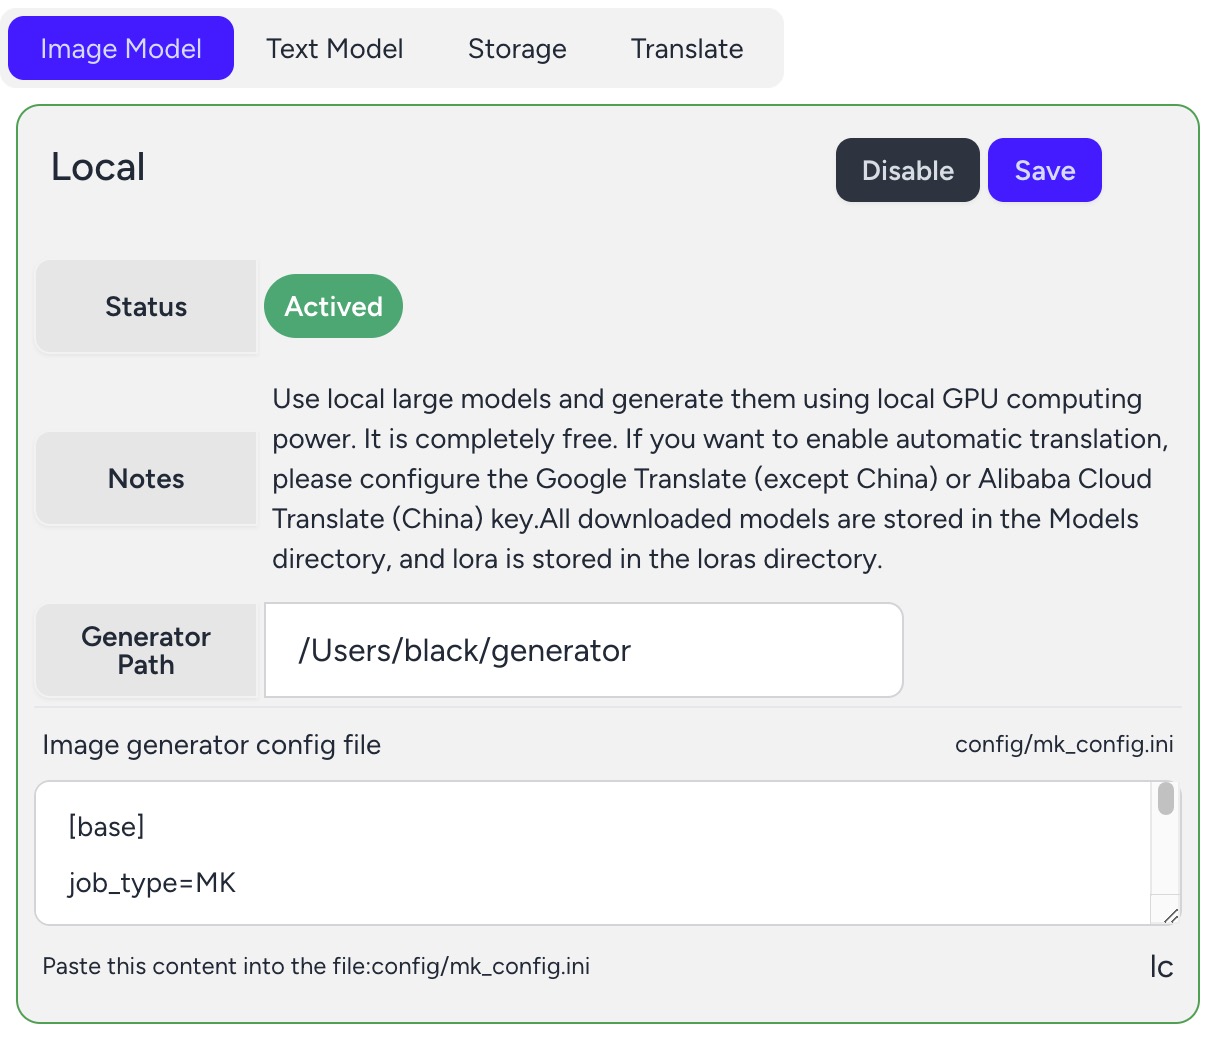 Image Model Text Model Storage Translate
Local
Disable Save
Status Actived
Notes
Use local large models and generate them using local GPU computing
power. It is completely free. If you want to enable automatic translation,
please configure the Google Translate (except China) or Alibaba Cloud
Translate (China) key.All downloaded models are stored in the Models
directory, and lora is stored in the loras directory.
Generator
Path
/Users/black/generator
Image generator config file config/mk_config.ini
[base]
job_type=MK
Paste this content into the file:config/mk_config.ini lc